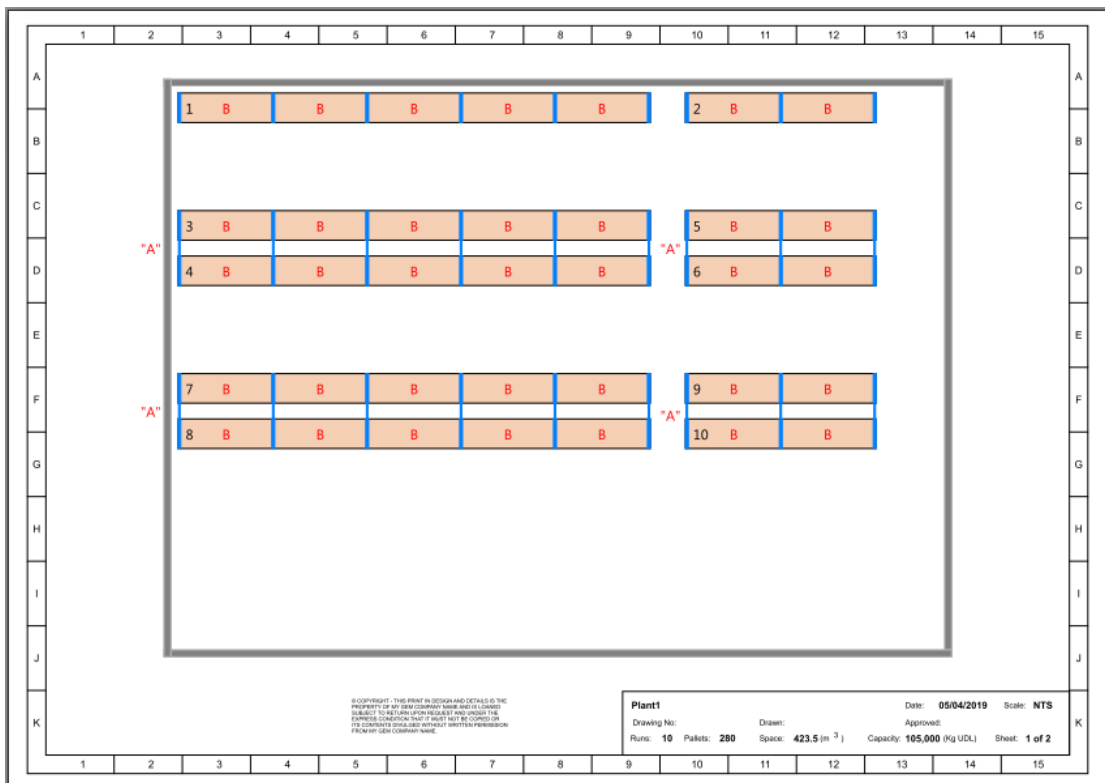 1 2 3 4 5 6 7 8 9 10 11 12 13 14 15
A A
1 B B B B B 2 B B
B B
C C
3 B B B B B 5 B B
"A" "A"
D D
4 B B B B B 6 B B
E E
7 B B B B B 9 B B
F F
"A" "A"
8 B B B B B 10 B B
G G
H H
I I
J J
© COPYRIGHT - THIS PRINT IN DESIGN AND DETAILS IS THE
PROPERTY OF MY GEM COMPANY NAME AND IS LOANED
SUBJECT TO RETURN UPON REQUEST AND UNDER THE
EXPRESS CONDITION THAT IT MUST NOT BE COPIED OR
ITS CONTENTS DIVULGED WITHOUT WRITTEN PERMISSION
FROM MY GEM COMPANY NAME.
Plant1 Date: 05/04/2019 Scale: NTS
K K
Drawing No: Drawn: Approved:
Runs: 10 Pallets: 280 Space: 423.5 (m 3 ) Capacity: 105,000 (Kg UDL) Sheet: 1 of 2
1 2 3 4 5 6 7 8 9 10 11 12 13 14 15